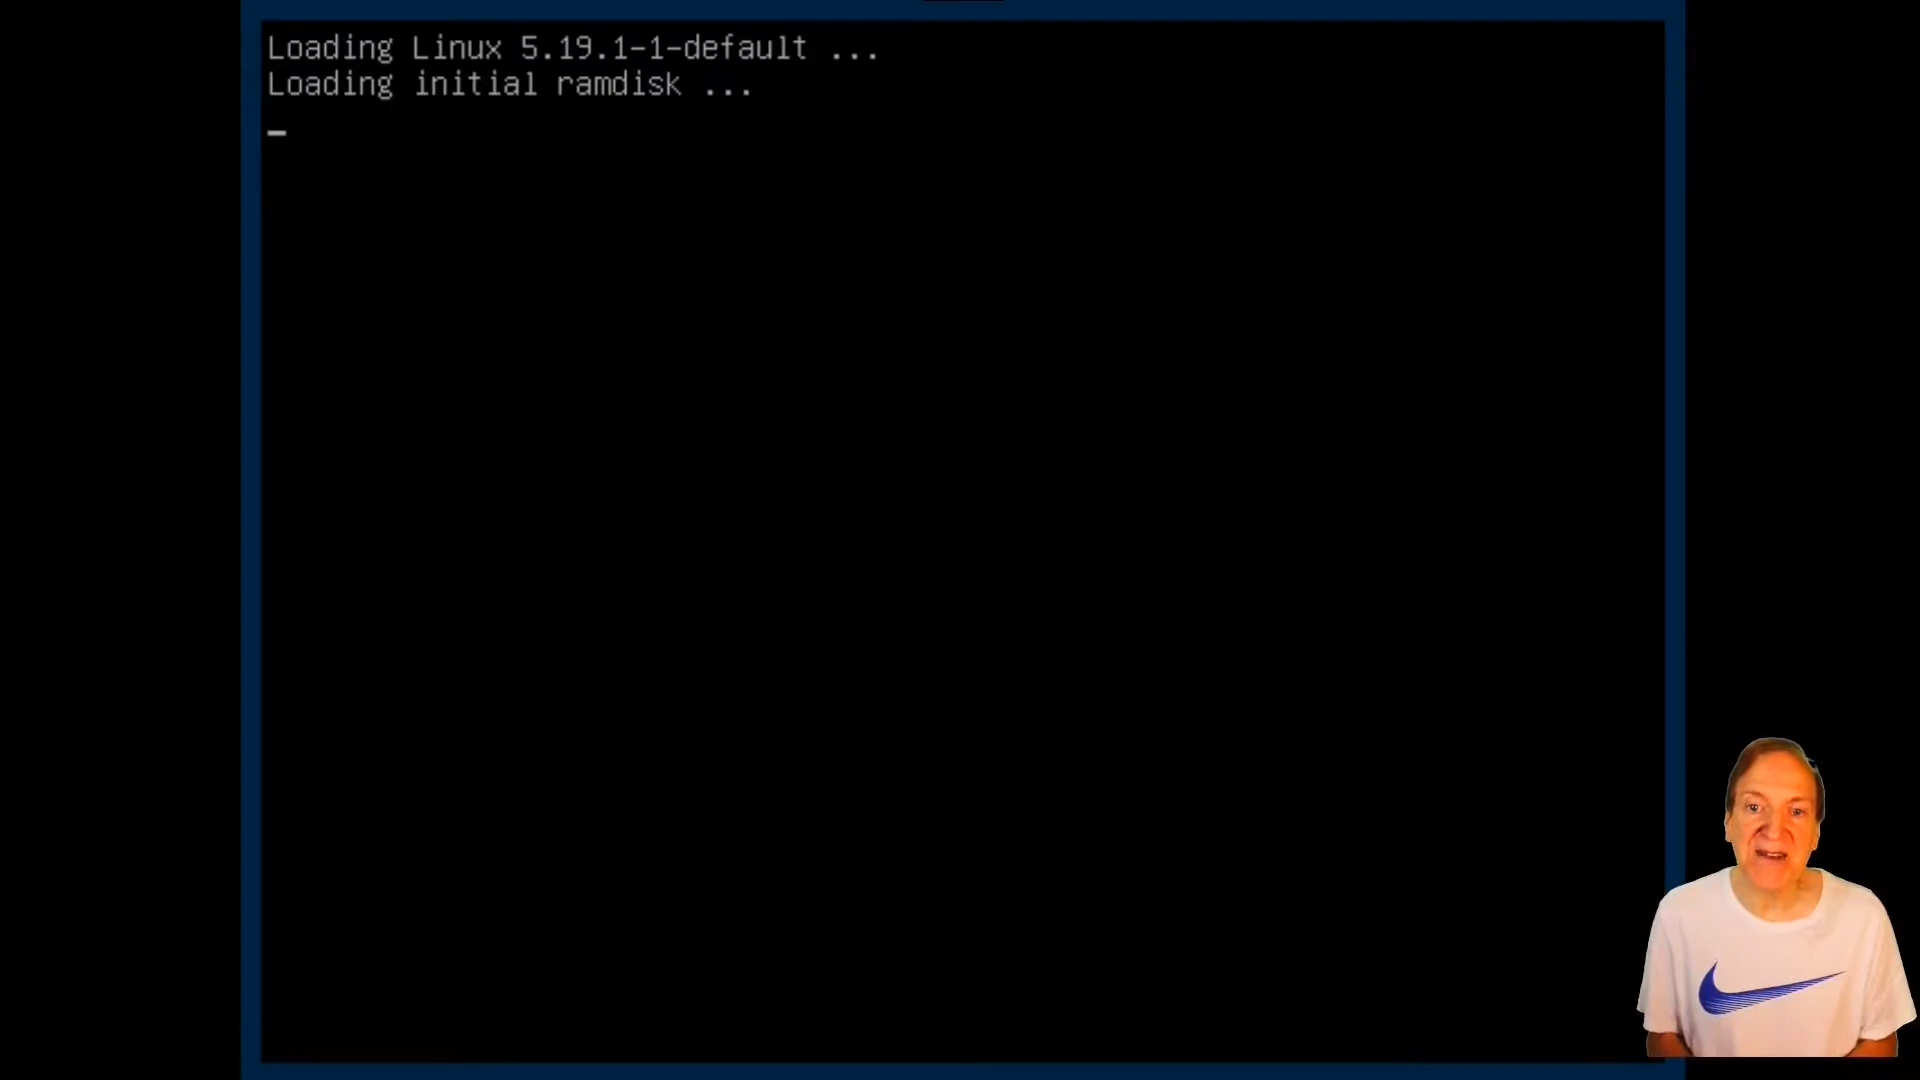 Loading Linux 5.19.1-1-default ...
Loading initial ramdisk ...